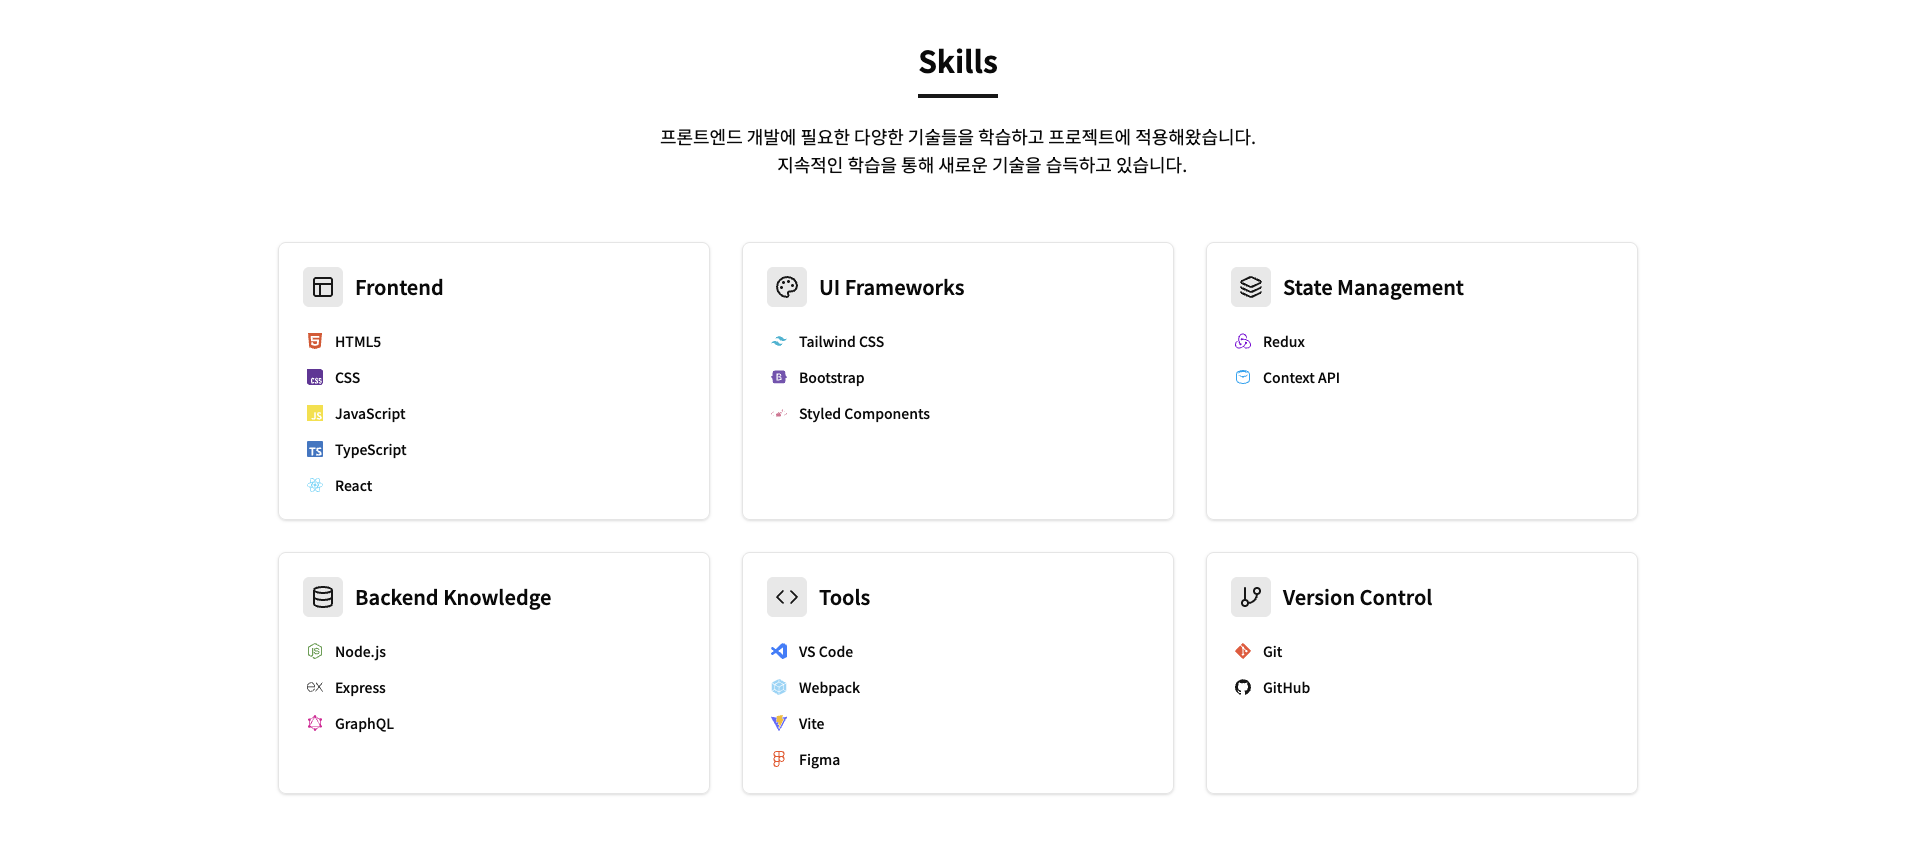 Skills
프론트엔드 개발에 필요한 다양한 기술들을 학습하고 프로젝트에 적용해왔습니다.
지속적인 학습을 통해 새로운 기술을 습득하고 있습니다.
Frontend
HTML5
CSS
JavaScript
TypeScript
React
UI Frameworks
Tailwind CSS
Bootstrap
Styled Components
State Management
Redux
Context API
Backend Knowledge
Node.js
Express
GraphQL
Tools
VS Code
Webpack
Vite
Figma
Version Control
Git
GitHub